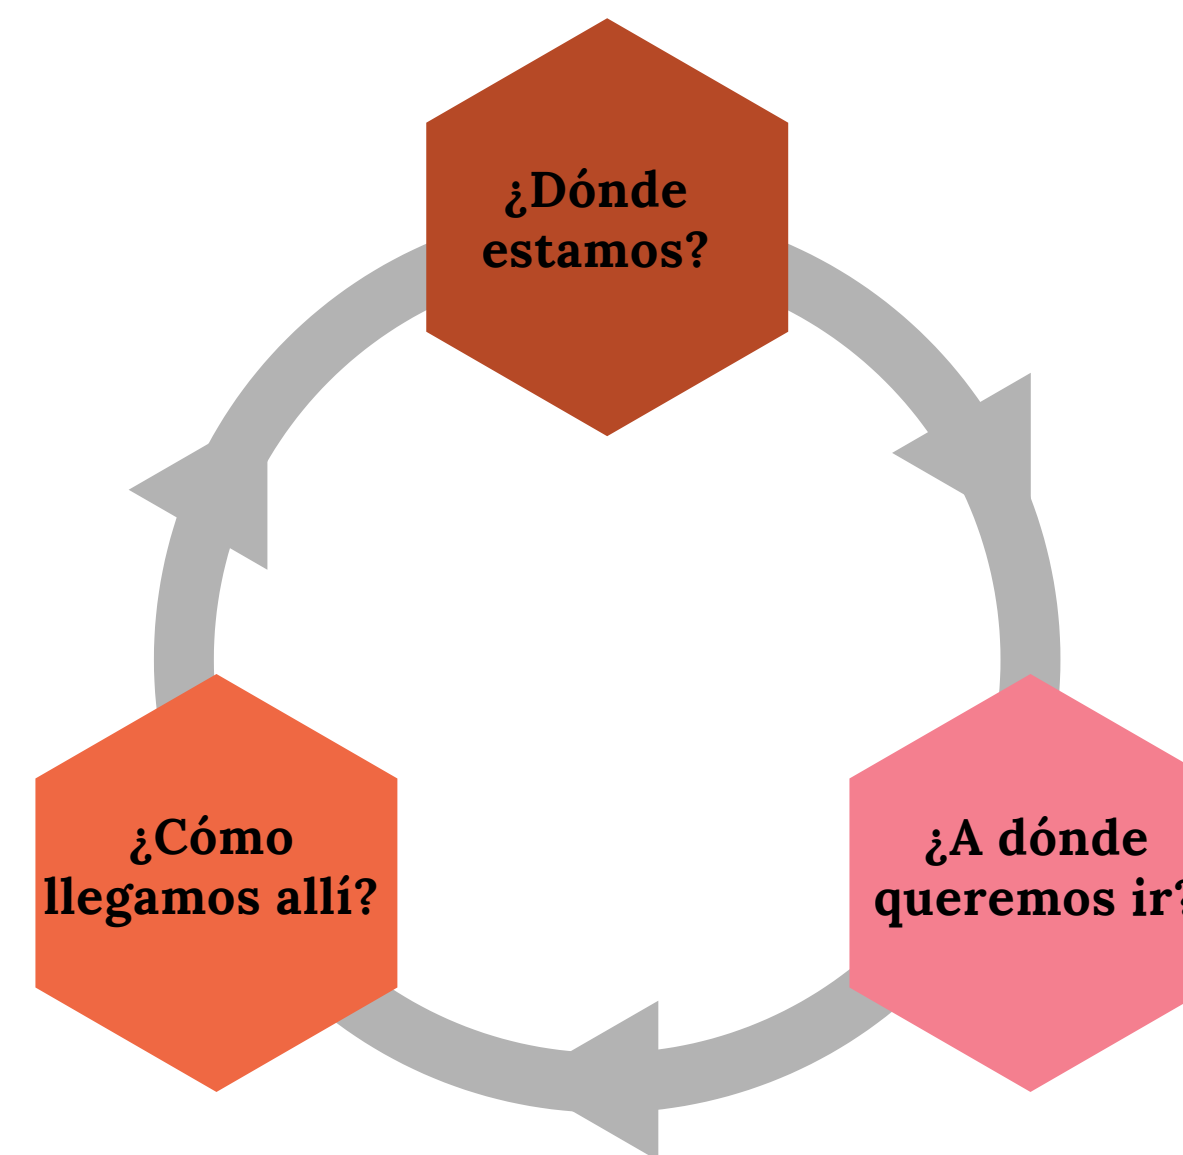 ¿Dónde
estamos?
¿A dónde
queremos ir?
¿Cómo
llegamos allí?